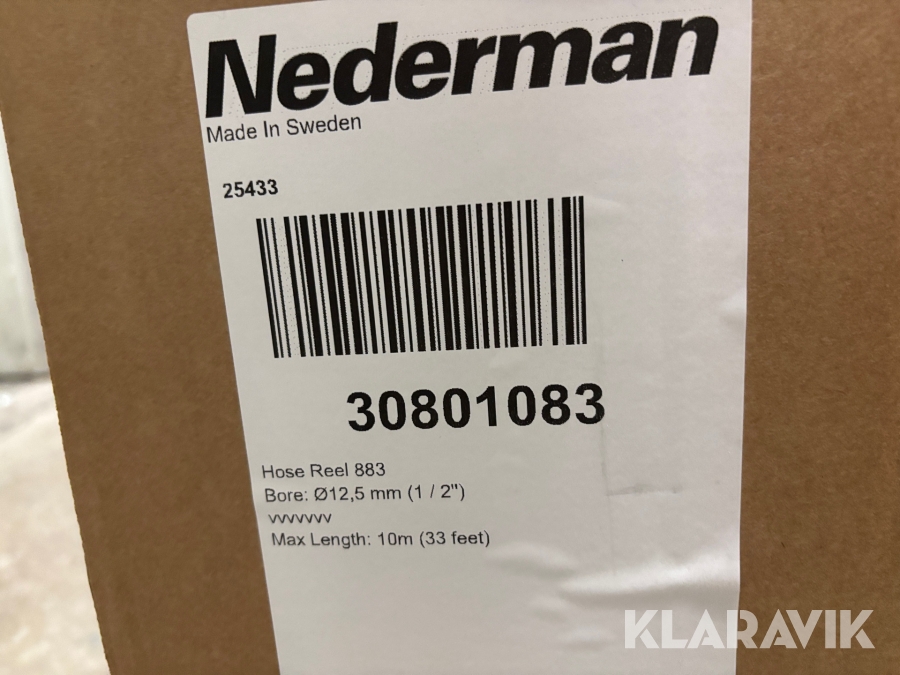 Nederman
Made In Sweden
25433
30801083
Hose Reel 883
Bore: Ø12,5 mm (1 / 2")
vvvvvvv
Max Length: 10m (33 feet)
KLARAVIK